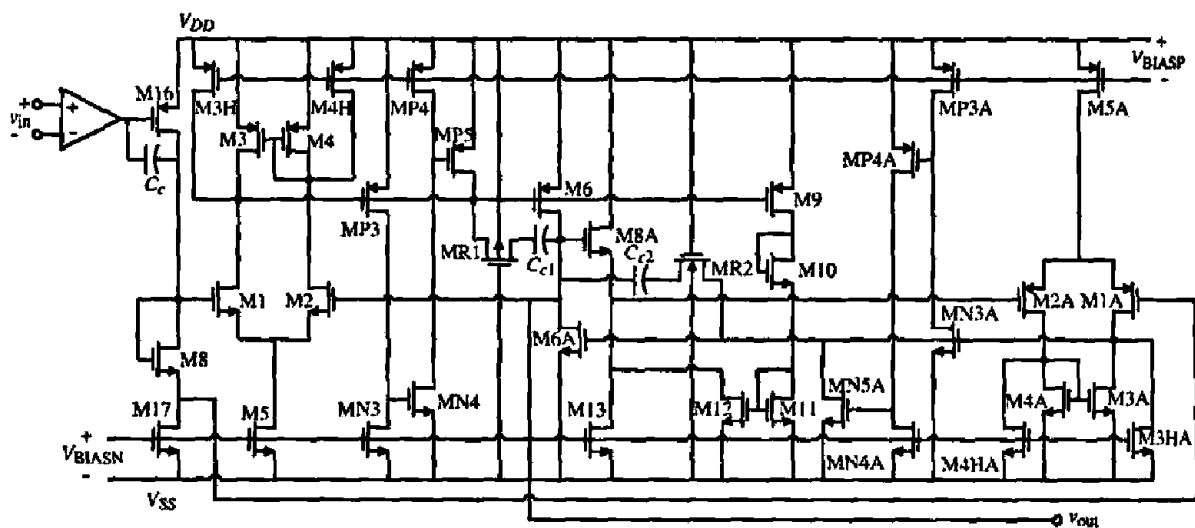 V_DD
+
V_BIASP
-
M16
M3H
M4H
MP4
MP3A
M5A
+
v_in
-
+
-
M3
M4
MP5
MP4A
C_c
M6
M9
MP3
M8A
MR1
C_c1
C_c2
MR2
M10
M1
M2
M2A
M1A
MN3A
M6A
M8
MN5A
M17
M5
MN3
MN4
M13
M12
M11
M4A
M3A
+
V_BIASN
-
MN4A
M4HA
M3HA
V_SS
v_out